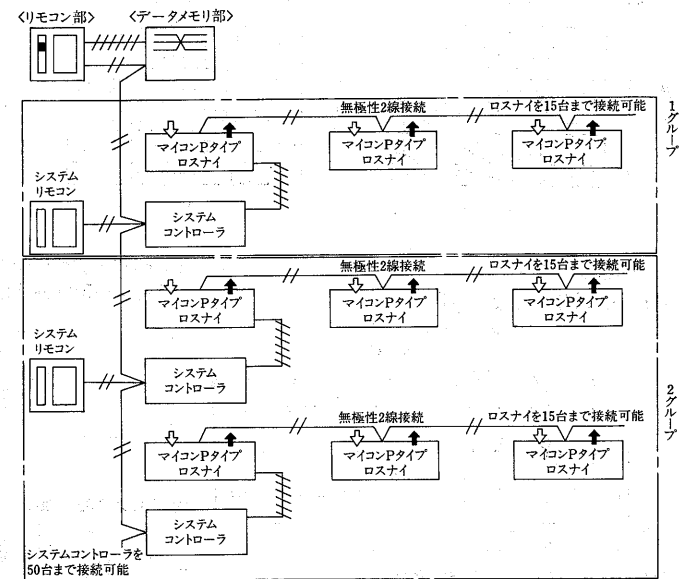 〈リモコン部〉
〈データメモリ部〉
無極性2線接続
ロスナイを15台まで接続可能
1グループ
マイコンPタイプ
ロスナイ
マイコンPタイプ
ロスナイ
マイコンPタイプ
ロスナイ
システム
リモコン
システム
コントローラ
無極性2線接続
ロスナイを15台まで接続可能
マイコンPタイプ
ロスナイ
マイコンPタイプ
ロスナイ
マイコンPタイプ
ロスナイ
システム
リモコン
システム
コントローラ
2グループ
無極性2線接続
ロスナイを15台まで接続可能
マイコンPタイプ
ロスナイ
マイコンPタイプ
ロスナイ
マイコンPタイプ
ロスナイ
システム
コントローラ
システムコントローラを
50台まで接続可能